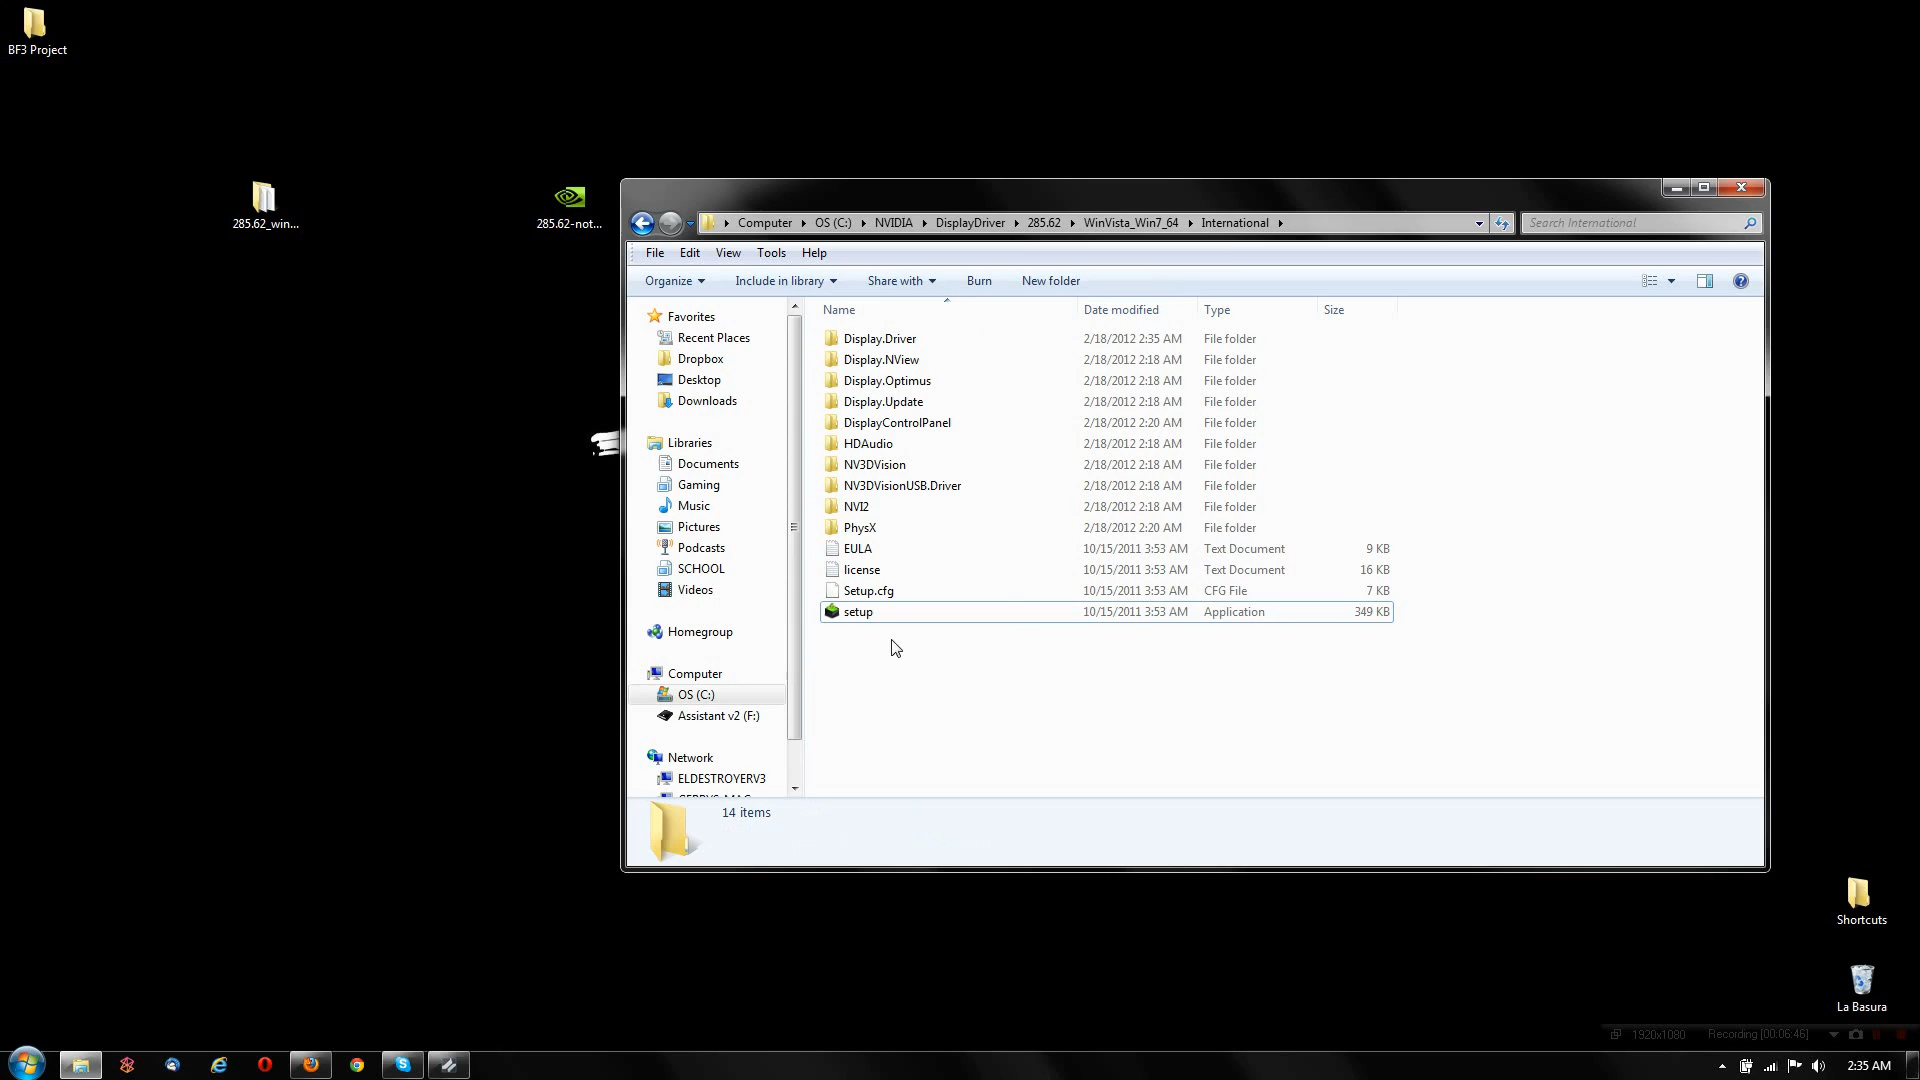 BF3 Project
285.62_win...
285.62-not...
Computer OS (C:) NVIDIA DisplayDriver 285.62 WinVista_Win7_64 International
Search International
File Edit View Tools Help
Organize Include in library Share with Burn New folder
Name Date modified Type Size
Favorites
Recent Places
Dropbox
Desktop
Downloads
Libraries
Documents
Gaming
Music
Pictures
Podcasts
SCHOOL
Videos
Homegroup
Computer
OS (C:)
Assistant v2 (F:)
Network
ELDESTROYERV3
Display.Driver 2/18/2012 2:35 AM File folder
Display.NView 2/18/2012 2:18 AM File folder
Display.Optimus 2/18/2012 2:18 AM File folder
Display.Update 2/18/2012 2:18 AM File folder
DisplayControlPanel 2/18/2012 2:20 AM File folder
HDAudio 2/18/2012 2:18 AM File folder
NV3DVision 2/18/2012 2:18 AM File folder
NV3DVisionUSB.Driver 2/18/2012 2:18 AM File folder
NVI2 2/18/2012 2:18 AM File folder
PhysX 2/18/2012 2:20 AM File folder
EULA 10/15/2011 3:53 AM Text Document 9 KB
license 10/15/2011 3:53 AM Text Document 16 KB
Setup.cfg 10/15/2011 3:53 AM CFG File 7 KB
setup 10/15/2011 3:53 AM Application 349 KB
14 items
Shortcuts
La Basura
1920x1080 Recording [00:06:46]
2:35 AM